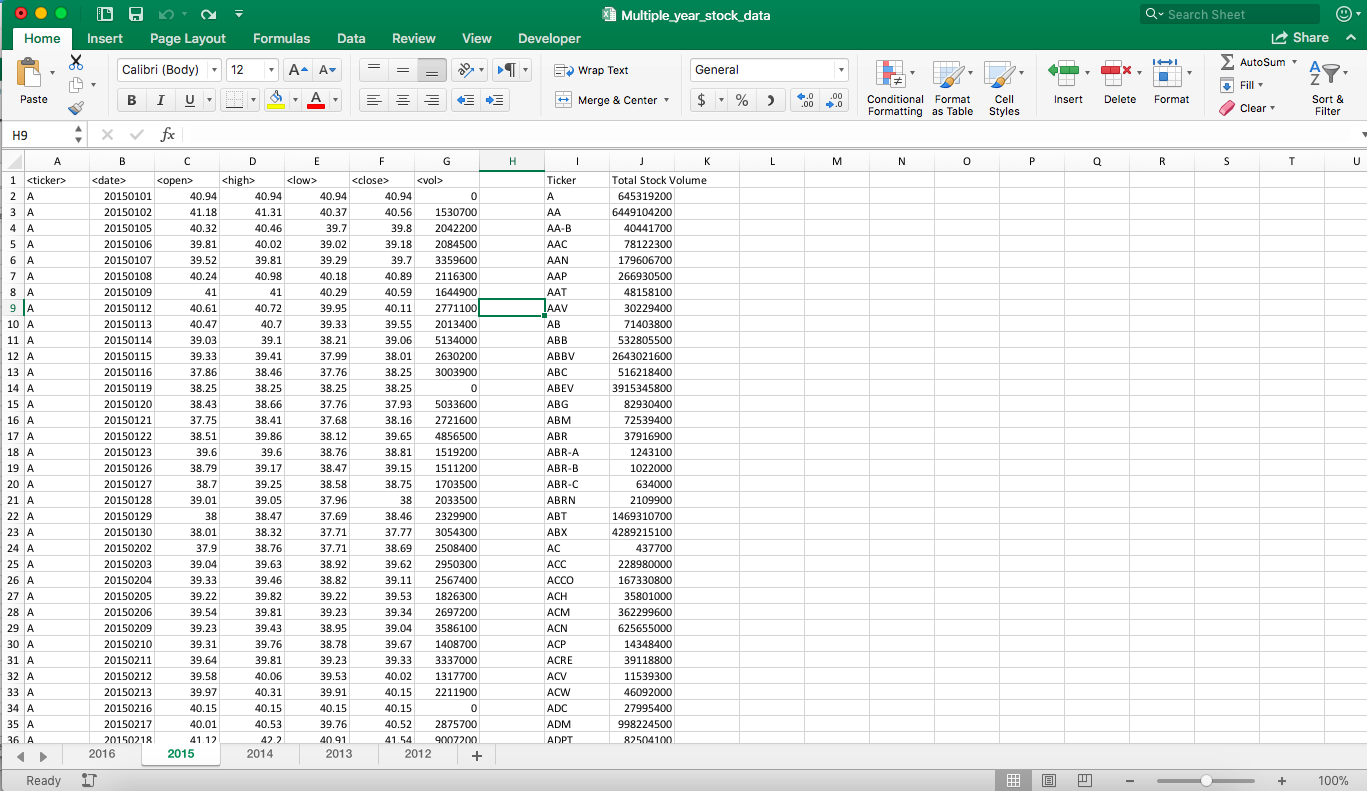 Multiple_year_stock_data
Search Sheet
Home Insert Page Layout Formulas Data Review View Developer Share
Paste Calibri (Body) 12 A A Wrap Text General Conditional Formatting Format as Table Cell Styles Insert Delete Format AutoSum Fill Clear Sort & Filter
B I U A Merge & Center $ % .00 .0
H9 fx
A B C D E F G H I J K L M N O P Q R S T U
1 <ticker> <date> <open> <high> <low> <close> <vol> Ticker Total Stock Volume
2 A 20150101 40.94 40.94 40.94 40.94 0 A 645319200
3 A 20150102 41.18 41.31 40.37 40.56 1530700 AA 6449104200
4 A 20150105 40.32 40.46 39.7 39.8 2042200 AA-B 40441700
5 A 20150106 39.81 40.02 39.02 39.18 2084500 AAC 78122300
6 A 20150107 39.52 39.81 39.29 39.7 3359600 AAN 179606700
7 A 20150108 40.24 40.98 40.18 40.89 2116300 AAP 266930500
8 A 20150109 41 41 40.29 40.59 1644900 AAT 48158100
9 A 20150112 40.61 40.72 39.95 40.11 2771100 AAV 30229400
10 A 20150113 40.47 40.7 39.33 39.55 2013400 AB 71403800
11 A 20150114 39.03 39.1 38.21 39.06 5134000 ABB 532805500
12 A 20150115 39.33 39.41 37.99 38.01 2630200 ABBV 2643021600
13 A 20150116 37.86 38.46 37.76 38.25 3003900 ABC 516218400
14 A 20150119 38.25 38.25 38.25 38.25 0 ABEV 3915345800
15 A 20150120 38.43 38.66 37.76 37.93 5033600 ABG 82930400
16 A 20150121 37.75 38.41 37.68 38.16 2721600 ABM 72539400
17 A 20150122 38.51 39.86 38.12 39.65 4856500 ABR 37916900
18 A 20150123 39.6 39.6 38.76 38.81 1519200 ABR-A 1243100
19 A 20150126 38.79 39.17 38.47 39.15 1511200 ABR-B 1022000
20 A 20150127 38.7 39.25 38.58 38.75 1703500 ABR-C 634000
21 A 20150128 39.01 39.05 37.96 38 2033500 ABRN 2109900
22 A 20150129 38 38.47 37.69 38.46 2329900 ABT 1469310700
23 A 20150130 38.01 38.32 37.71 37.77 3054300 ABX 4289215100
24 A 20150202 37.9 38.76 37.71 38.69 2508400 AC 437700
25 A 20150203 39.04 39.63 38.92 39.62 2950300 ACC 228980000
26 A 20150204 39.33 39.46 38.82 39.11 2567400 ACCO 167330800
27 A 20150205 39.22 39.82 39.22 39.53 1826300 ACH 35801000
28 A 20150206 39.54 39.81 39.23 39.34 2697200 ACM 362299600
29 A 20150209 39.23 39.43 38.95 39.04 3586100 ACN 625655000
30 A 20150210 39.31 39.76 38.78 39.67 1408700 ACP 14348400
31 A 20150211 39.64 39.81 39.23 39.33 3337000 ACRE 39118800
32 A 20150212 39.58 40.06 39.53 40.02 1317700 ACV 11539300
33 A 20150213 39.97 40.31 39.91 40.15 2211900 ACW 46092000
34 A 20150216 40.15 40.15 40.15 40.15 0 ADC 27995400
35 A 20150217 40.01 40.53 39.76 40.52 2875700 ADM 998224500
36 A 20150218 41.12 42.2 40.91 41.54 9007200 ADPT 82504100
2016 2015 2014 2013 2012 +
Ready 100%